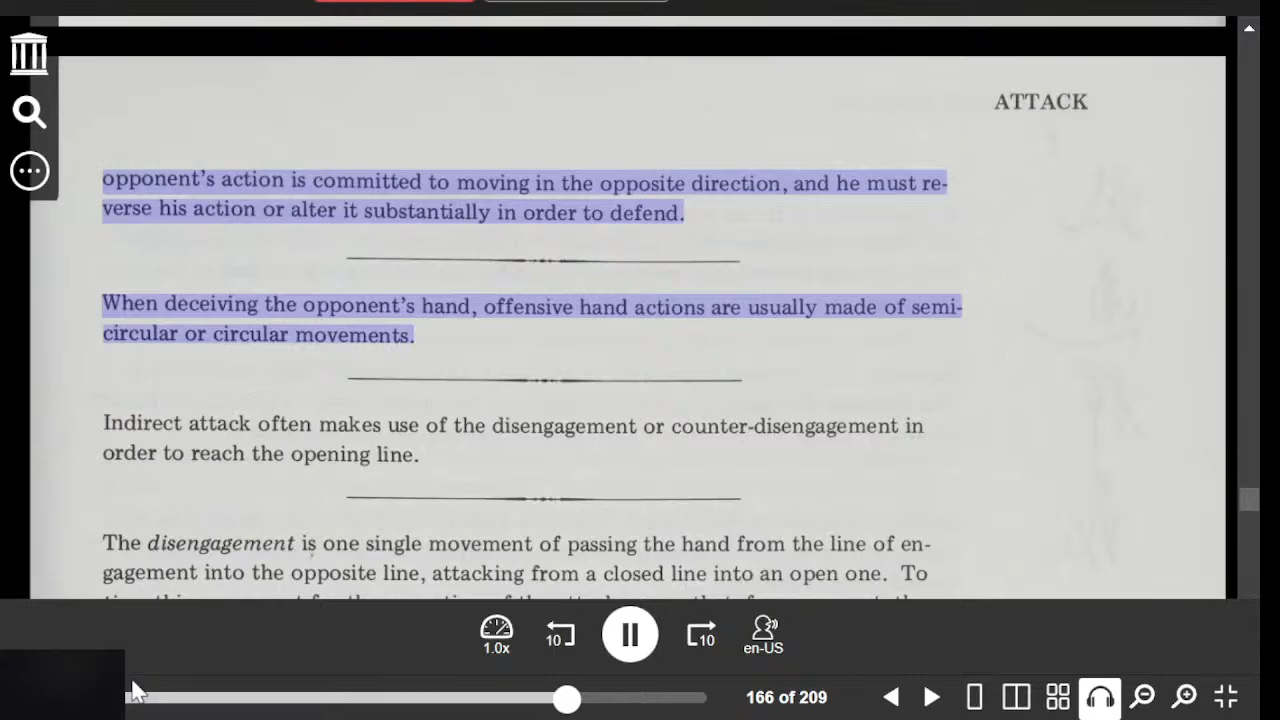 ATTACK
opponent's action is committed to moving in the opposite direction, and he must re-
verse his action or alter it substantially in order to defend.
When deceiving the opponent's hand, offensive hand actions are usually made of semi-
circular or circular movements.
Indirect attack often makes use of the disengagement or counter-disengagement in
order to reach the opening line.
The disengagement is one single movement of passing the hand from the line of en-
gagement into the opposite line, attacking from a closed line into an open one. To
1.0x
10
10
en-US
166 of 209